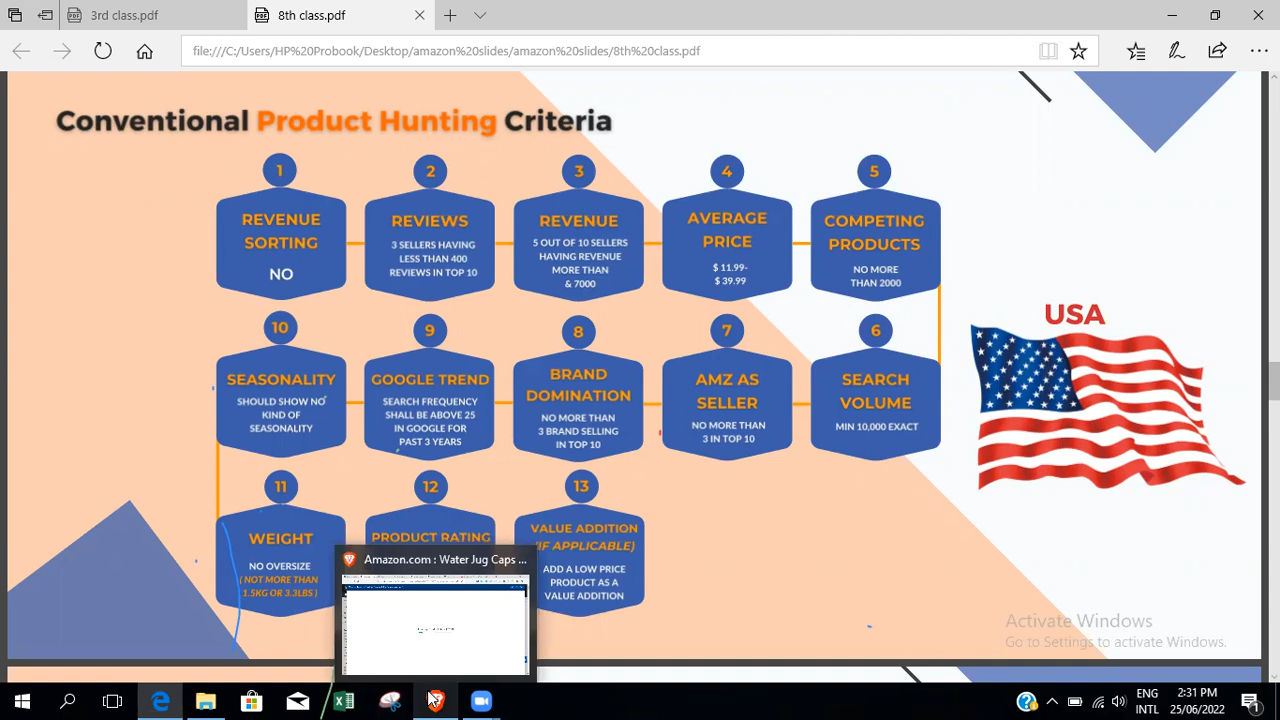 3rd class.pdf
8th class.pdf
file:///C:/Users/HP%20Probook/Desktop/amazon%20slides/amazon%20slides/8th%20class.pdf
Conventional Product Hunting Criteria
1
REVENUE
SORTING
NO
2
REVIEWS
3 SELLERS HAVING
LESS THAN 400
REVIEWS IN TOP 10
3
REVENUE
5 OUT OF 10 SELLERS
HAVING REVENUE
MORE THAN
& 7000
4
AVERAGE
PRICE
$ 11.99-
$ 39.99
5
COMPETING
PRODUCTS
NO MORE
THAN 2000
10
SEASONALITY
SHOULD SHOW NO
KIND OF
SEASONALITY
9
GOOGLE TREND
SEARCH FREQUENCY
SHALL BE ABOVE 25
IN GOOGLE FOR
PAST 3 YEARS
8
BRAND
DOMINATION
NO MORE THAN
3 BRAND SELLING
IN TOP 10
7
AMZ AS
SELLER
NO MORE THAN
3 IN TOP 10
6
SEARCH
VOLUME
MIN 10,000 EXACT
USA
11
WEIGHT
NO OVERSIZE
( NOT MORE THAN
1.5KG OR 3.3LBS )
12
PRODUCT RATING
13
VALUE ADDITION
(IF APPLICABLE)
ADD A LOW PRICE
PRODUCT AS A
VALUE ADDITION
Amazon.com : Water Jug Caps ...
Activate Windows
Go to Settings to activate Windows.
ENG
INTL
2:31 PM
25/06/2022
1